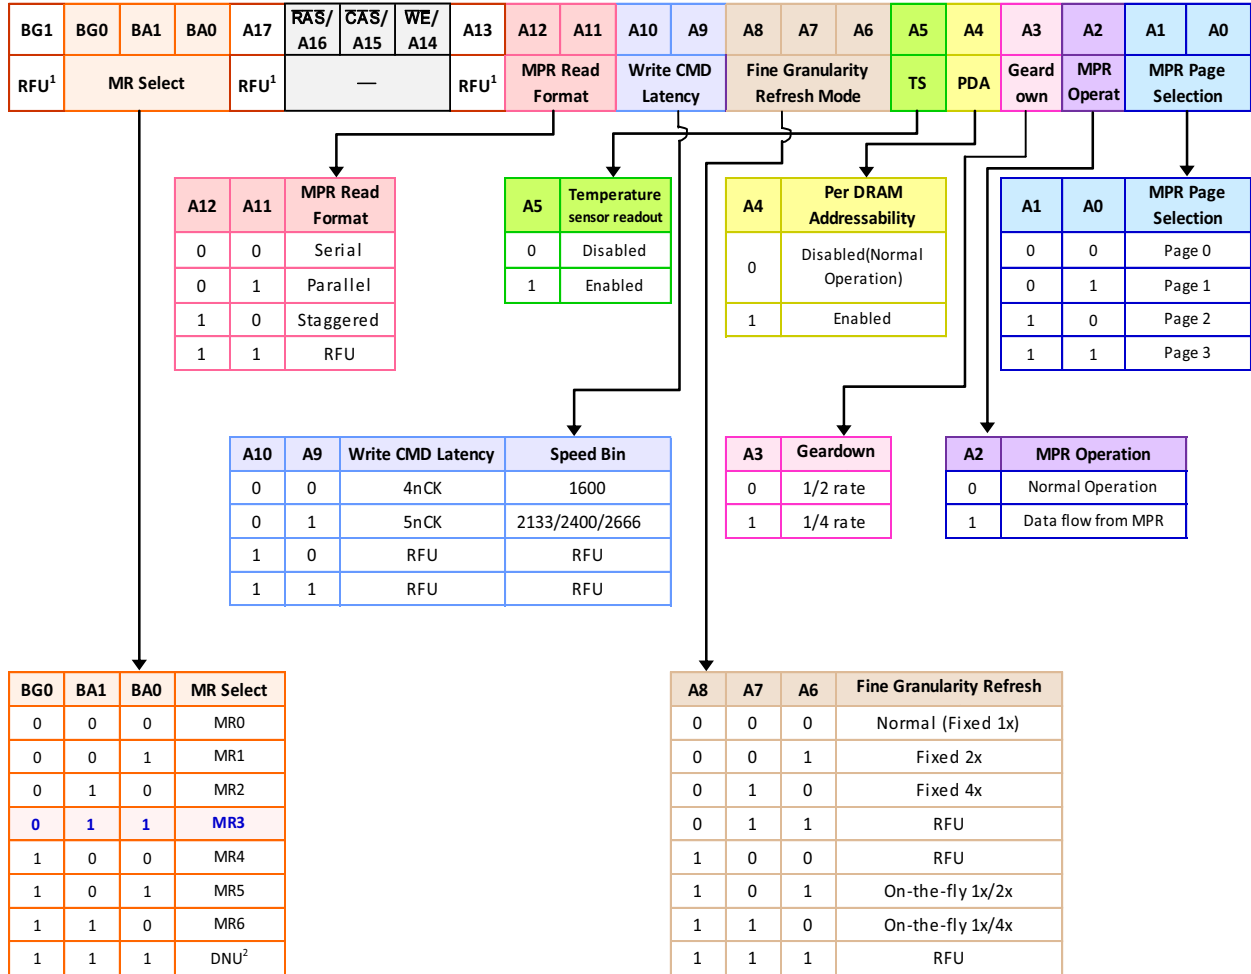 BG1 BG0 BA1 BA0 A17 RAS/ A16 CAS/ A15 WE/ A14 A13 A12 A11 A10 A9 A8 A7 A6 A5 A4 A3 A2 A1 A0
RFU1 MR Select RFU1 — RFU1 MPR Read Format Write CMD Latency Fine Granularity Refresh Mode TS PDA Geard own MPR Operat MPR Page Selection
A12 A11 MPR Read Format
0 0 Serial
0 1 Parallel
1 0 Staggered
1 1 RFU
A5 Temperature sensor readout
0 Disabled
1 Enabled
A4 Per DRAM Addressability
0 Disabled(Normal Operation)
1 Enabled
A1 A0 MPR Page Selection
0 0 Page 0
0 1 Page 1
1 0 Page 2
1 1 Page 3
A10 A9 Write CMD Latency Speed Bin
0 0 4nCK 1600
0 1 5nCK 2133/2400/2666
1 0 RFU RFU
1 1 RFU RFU
A3 Geardown
0 1/2 rate
1 1/4 rate
A2 MPR Operation
0 Normal Operation
1 Data flow from MPR
BG0 BA1 BA0 MR Select
0 0 0 MR0
0 0 1 MR1
0 1 0 MR2
0 1 1 MR3
1 0 0 MR4
1 0 1 MR5
1 1 0 MR6
1 1 1 DNU2
A8 A7 A6 Fine Granularity Refresh
0 0 0 Normal (Fixed 1x)
0 0 1 Fixed 2x
0 1 0 Fixed 4x
0 1 1 RFU
1 0 0 RFU
1 0 1 On-the-fly 1x/2x
1 1 0 On-the-fly 1x/4x
1 1 1 RFU